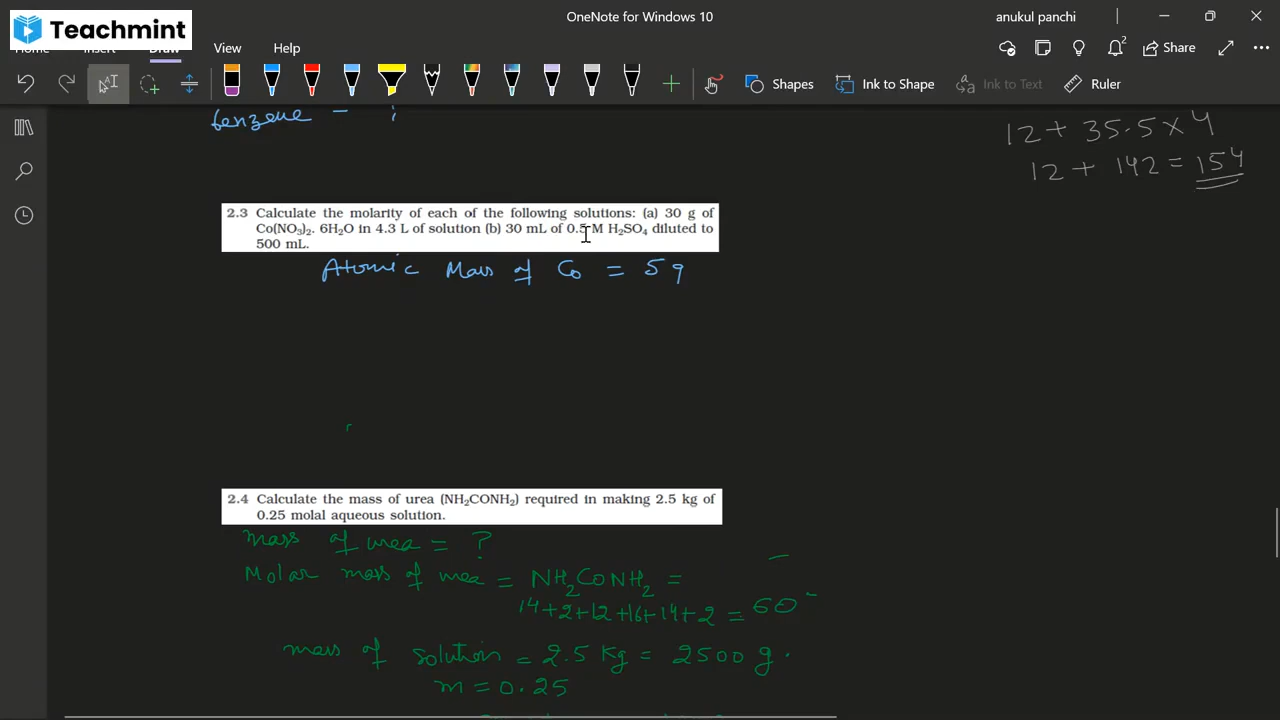 OneNote for Windows 10
anukul panchi
Teachmint
Home Insert Draw View Help
2
Share
Shapes
Ink to Shape
Ink to Text
Ruler
benzene - ?
12 + 35.5 x 4
12 + 142 = 154
2.3 Calculate the molarity of each of the following solutions: (a) 30 g of
Co(NO₃)₂. 6H₂O in 4.3 L of solution (b) 30 mL of 0.5 M H₂SO₄ diluted to
500 mL.
Atomic Mass of Co = 59
2.4 Calculate the mass of urea (NH₂CONH₂) required in making 2.5 kg of
0.25 molal aqueous solution.
mass of urea = ?
Molar mass of urea = NH₂CONH₂ =
14+2+12+16+14+2 = 60
mass of solution = 2.5 Kg = 2500 g.
m = 0.25